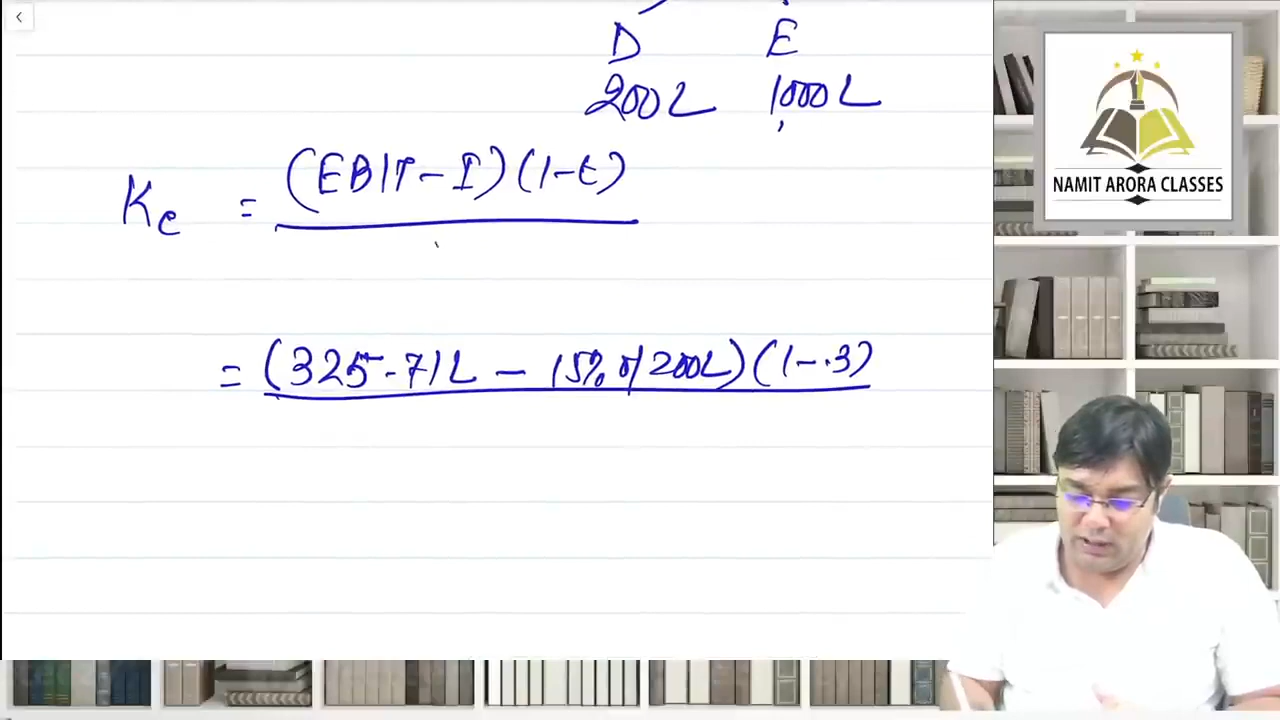 D E
200L 1000L
Ke = (EBIT - I)(1-t)
= (325.71L - 15% of 200L)(1-.3)
NAMIT ARORA CLASSES